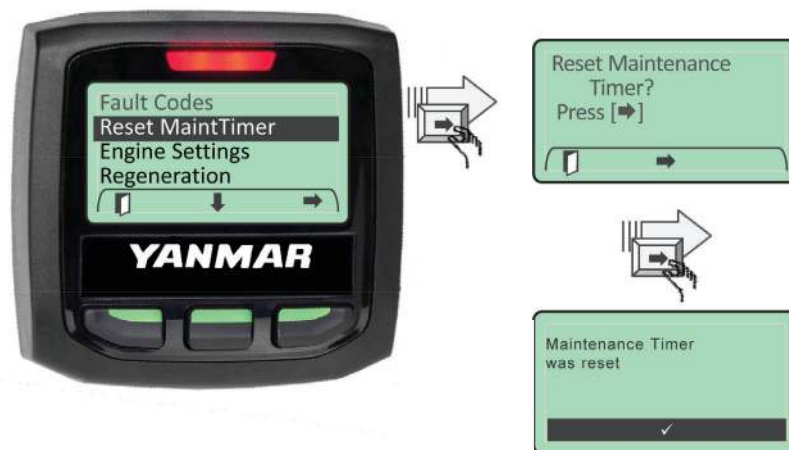 Fault Codes
Reset MaintTimer
Engine Settings
Regeneration
YANMAR
Reset Maintenance
Timer?
Press [➡]
Maintenance Timer
was reset